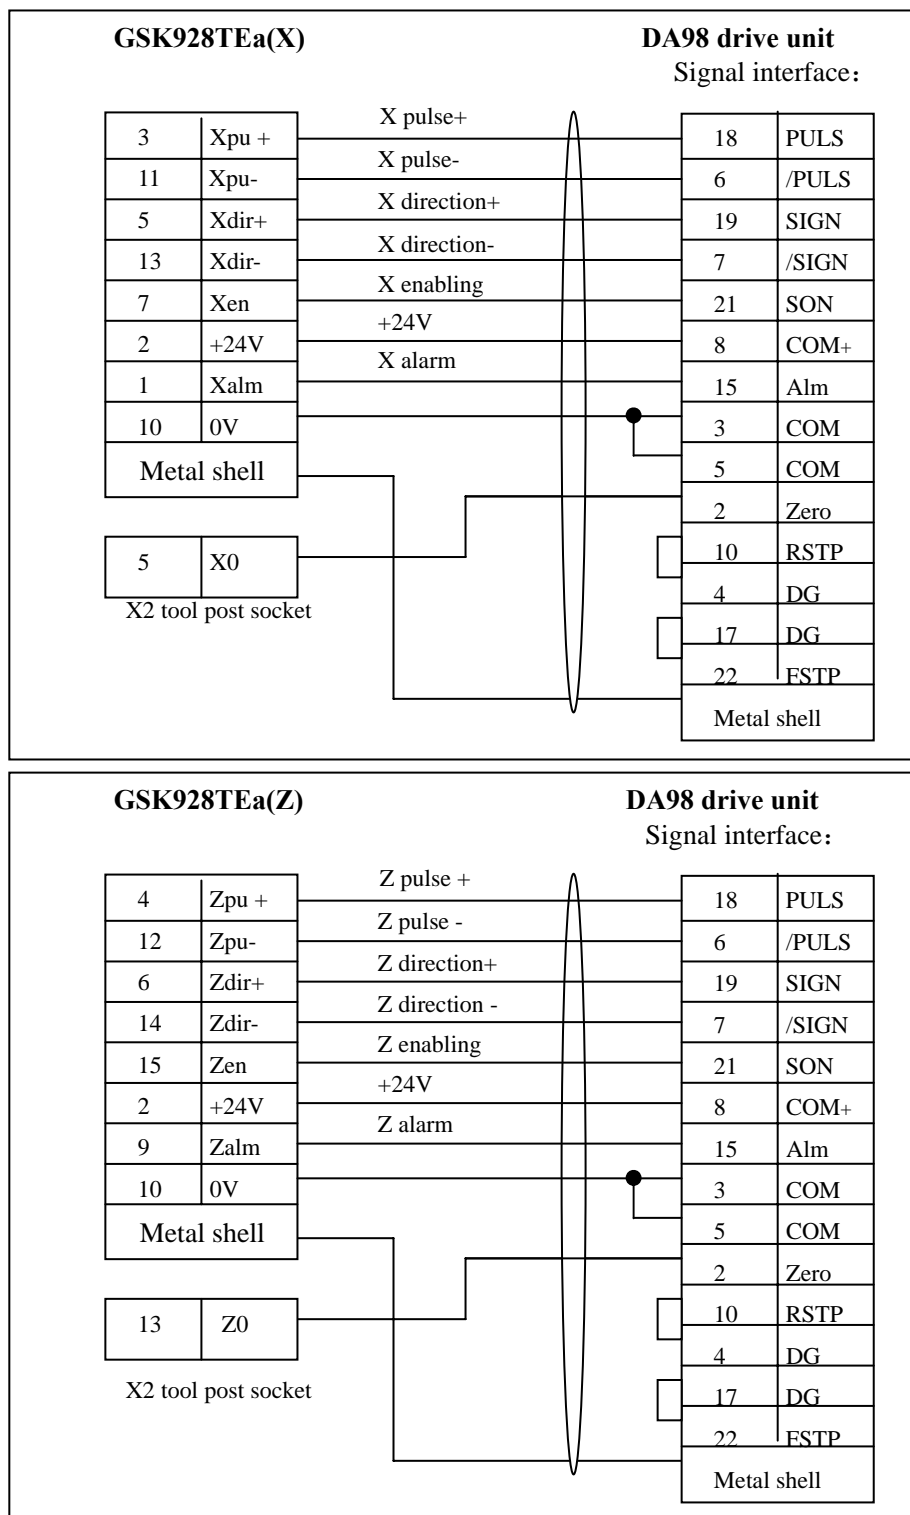 GSK928TEa(X) DA98 drive unit
Signal interface：
X pulse+
3 Xpu + 18 PULS
X pulse-
11 Xpu- 6 /PULS
X direction+
5 Xdir+ 19 SIGN
X direction-
13 Xdir- 7 /SIGN
X enabling
7 Xen 21 SON
+24V
2 +24V 8 COM+
X alarm
1 Xalm 15 Alm
10 0V 3 COM
Metal shell 5 COM
2 Zero
5 X0 10 RSTP
X2 tool post socket 4 DG
17 DG
22 FSTP
Metal shell
GSK928TEa(Z) DA98 drive unit
Signal interface：
Z pulse +
4 Zpu + 18 PULS
Z pulse -
12 Zpu- 6 /PULS
Z direction+
6 Zdir+ 19 SIGN
Z direction -
14 Zdir- 7 /SIGN
Z enabling
15 Zen 21 SON
+24V
2 +24V 8 COM+
Z alarm
9 Zalm 15 Alm
10 0V 3 COM
Metal shell 5 COM
2 Zero
13 Z0 10 RSTP
4 DG
X2 tool post socket 17 DG
22 FSTP
Metal shell